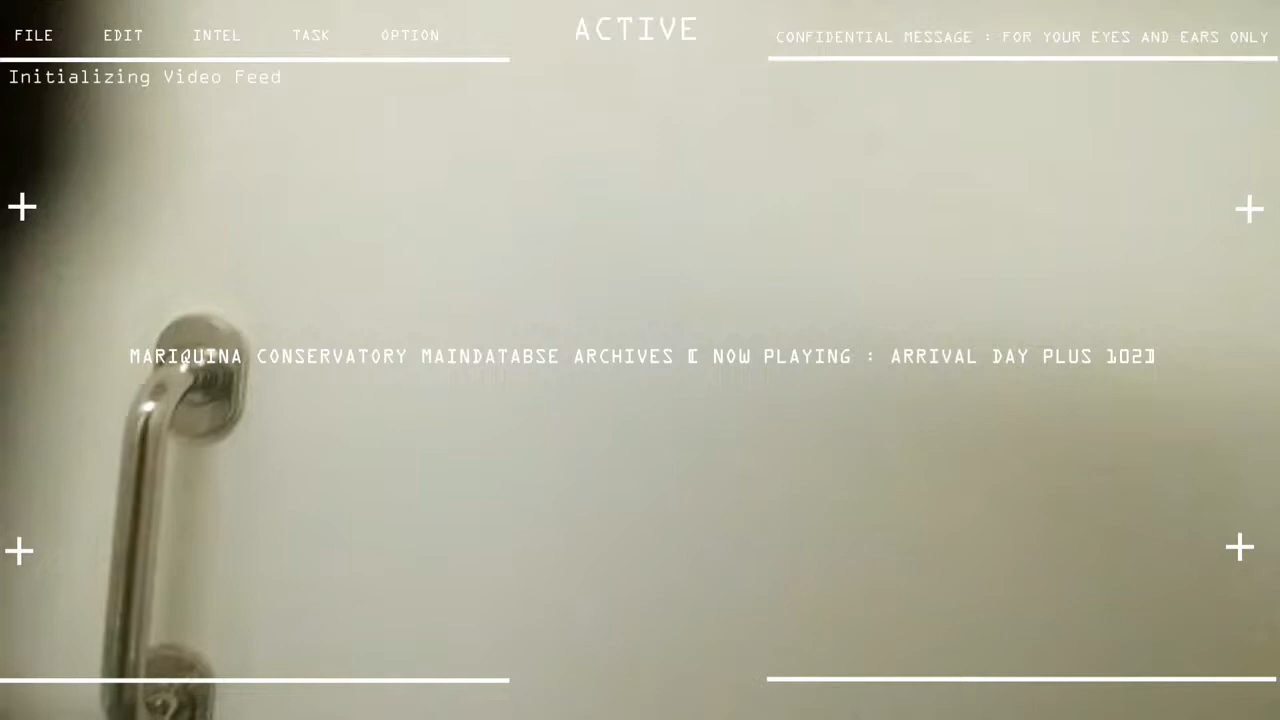 FILE EDIT INTEL TASK OPTION
ACTIVE
CONFIDENTIAL MESSAGE : FOR YOUR EYES AND EARS ONLY
Initializing Video Feed
MARIQUINA CONSERVATORY MAINDATABSE ARCHIVES [ NOW PLAYING : ARRIVAL DAY PLUS 102]